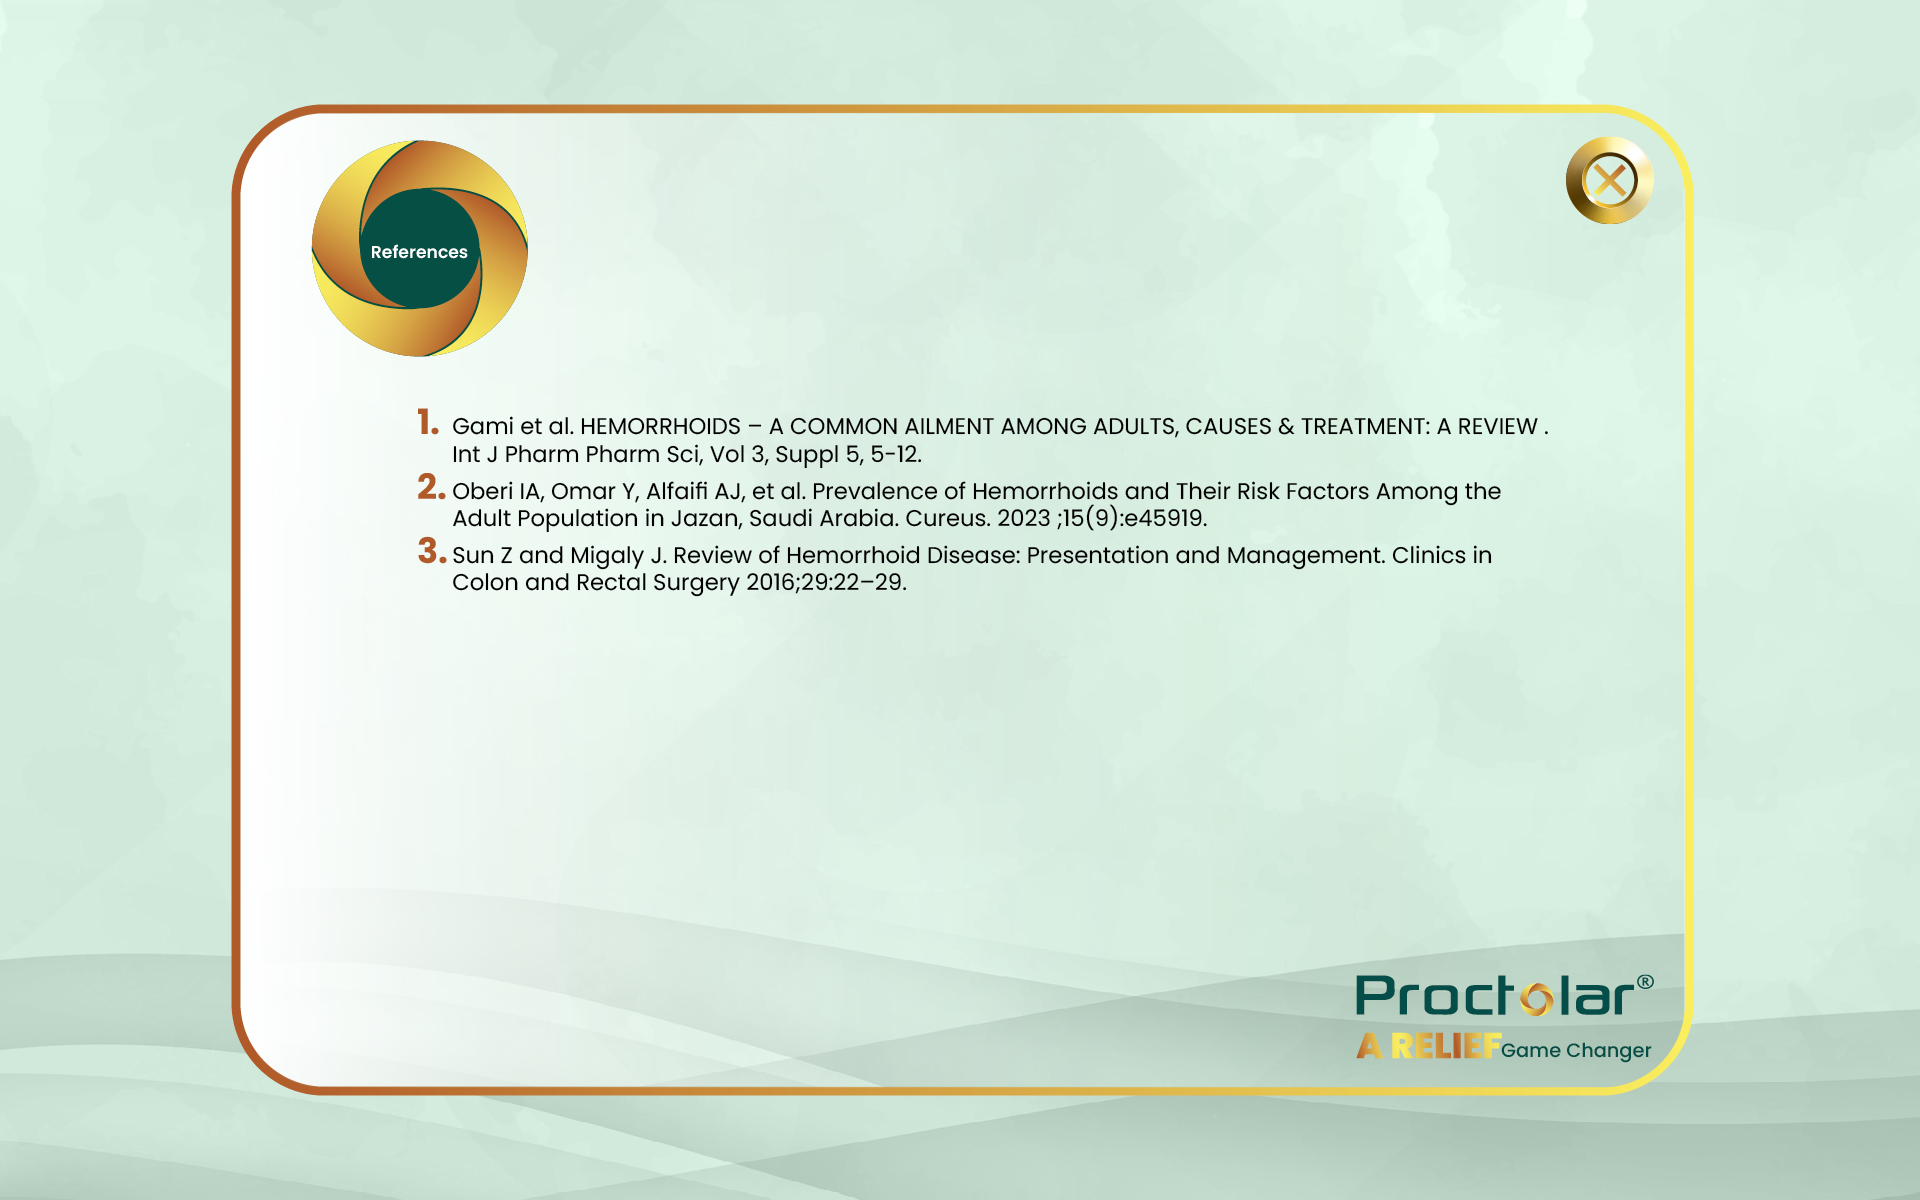 References
1. Gami et al. HEMORRHOIDS – A COMMON AILMENT AMONG ADULTS, CAUSES & TREATMENT: A REVIEW .
Int J Pharm Pharm Sci, Vol 3, Suppl 5, 5-12.
2. Oberi IA, Omar Y, Alfaifi AJ, et al. Prevalence of Hemorrhoids and Their Risk Factors Among the
Adult Population in Jazan, Saudi Arabia. Cureus. 2023 ;15(9):e45919.
3. Sun Z and Migaly J. Review of Hemorrhoid Disease: Presentation and Management. Clinics in
Colon and Rectal Surgery 2016;29:22–29.
Proctolar®
A RELIEF Game Changer